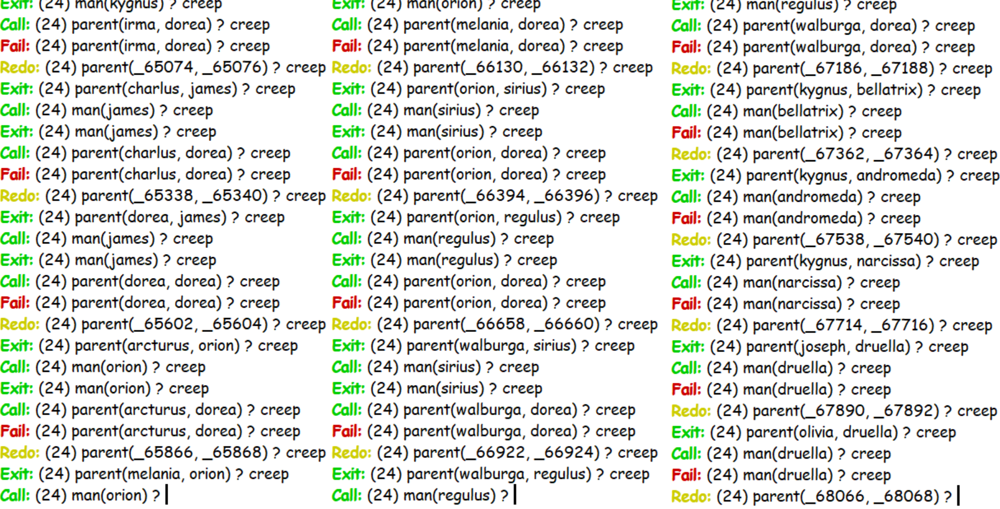 Exit: (24) man(kygnus) ? creep
Call: (24) parent(irma, dorea) ? creep
Fail: (24) parent(irma, dorea) ? creep
Redo: (24) parent(_65074, _65076) ? creep
Exit: (24) parent(charlus, james) ? creep
Call: (24) man(james) ? creep
Exit: (24) man(james) ? creep
Call: (24) parent(charlus, dorea) ? creep
Fail: (24) parent(charlus, dorea) ? creep
Redo: (24) parent(_65338, _65340) ? creep
Exit: (24) parent(dorea, james) ? creep
Call: (24) man(james) ? creep
Exit: (24) man(james) ? creep
Call: (24) parent(dorea, dorea) ? creep
Fail: (24) parent(dorea, dorea) ? creep
Redo: (24) parent(_65602, _65604) ? creep
Exit: (24) parent(arcturus, orion) ? creep
Call: (24) man(orion) ? creep
Exit: (24) man(orion) ? creep
Call: (24) parent(arcturus, dorea) ? creep
Fail: (24) parent(arcturus, dorea) ? creep
Redo: (24) parent(_65866, _65868) ? creep
Exit: (24) parent(melania, orion) ? creep
Call: (24) man(orion) ?
Exit: (24) man(orion) ? creep
Call: (24) parent(melania, dorea) ? creep
Fail: (24) parent(melania, dorea) ? creep
Redo: (24) parent(_66130, _66132) ? creep
Exit: (24) parent(orion, sirius) ? creep
Call: (24) man(sirius) ? creep
Exit: (24) man(sirius) ? creep
Call: (24) parent(orion, dorea) ? creep
Fail: (24) parent(orion, dorea) ? creep
Redo: (24) parent(_66394, _66396) ? creep
Exit: (24) parent(orion, regulus) ? creep
Call: (24) man(regulus) ? creep
Exit: (24) man(regulus) ? creep
Call: (24) parent(orion, dorea) ? creep
Fail: (24) parent(orion, dorea) ? creep
Redo: (24) parent(_66658, _66660) ? creep
Exit: (24) parent(walburga, sirius) ? creep
Call: (24) man(sirius) ? creep
Exit: (24) man(sirius) ? creep
Call: (24) parent(walburga, dorea) ? creep
Fail: (24) parent(walburga, dorea) ? creep
Redo: (24) parent(_66922, _66924) ? creep
Exit: (24) parent(walburga, regulus) ? creep
Call: (24) man(regulus) ?
Exit: (24) man(regulus) ? creep
Call: (24) parent(walburga, dorea) ? creep
Fail: (24) parent(walburga, dorea) ? creep
Redo: (24) parent(_67186, _67188) ? creep
Exit: (24) parent(kygnus, bellatrix) ? creep
Call: (24) man(bellatrix) ? creep
Fail: (24) man(bellatrix) ? creep
Redo: (24) parent(_67362, _67364) ? creep
Exit: (24) parent(kygnus, andromeda) ? creep
Call: (24) man(andromeda) ? creep
Fail: (24) man(andromeda) ? creep
Redo: (24) parent(_67538, _67540) ? creep
Exit: (24) parent(kygnus, narcissa) ? creep
Call: (24) man(narcissa) ? creep
Fail: (24) man(narcissa) ? creep
Redo: (24) parent(_67714, _67716) ? creep
Exit: (24) parent(joseph, druella) ? creep
Call: (24) man(druella) ? creep
Fail: (24) man(druella) ? creep
Redo: (24) parent(_67890, _67892) ? creep
Exit: (24) parent(olivia, druella) ? creep
Call: (24) man(druella) ? creep
Fail: (24) man(druella) ? creep
Redo: (24) parent(_68066, _68068) ?